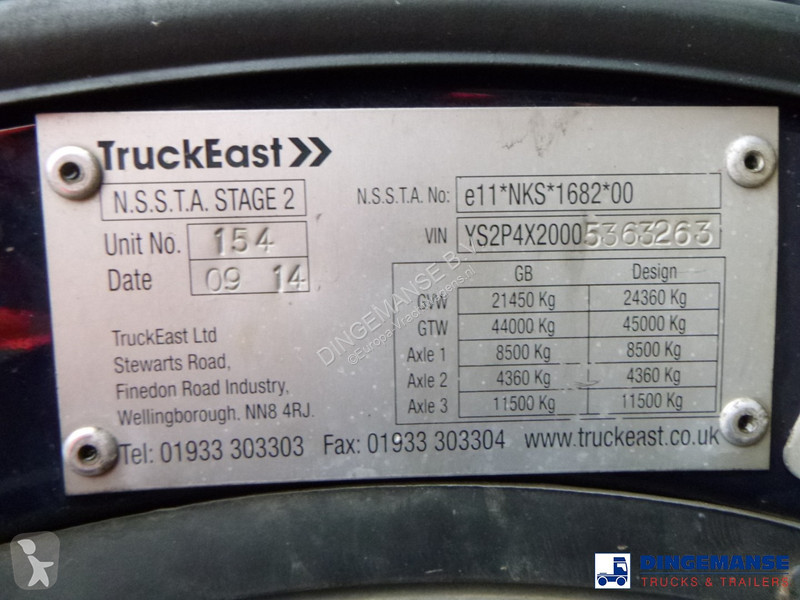 TruckEast
N.S.S.T.A. STAGE 2
Unit No. 154
Date 09 14
TruckEast Ltd
Stewarts Road,
Finedon Road Industry,
Wellingborough. NN8 4RJ.
N.S.S.T.A. No: e11*NKS*1682*00
VIN YS2P4X20005363263
GB Design
GVW 21450 Kg 24360 Kg
GTW 44000 Kg 45000 Kg
Axle 1 8500 Kg 8500 Kg
Axle 2 4360 Kg 4360 Kg
Axle 3 11500 Kg 11500 Kg
Tel: 01933 303303 Fax: 01933 303304 www.truckeast.co.uk
DINGEMANSE B.V.
DINGEMANSE
TRUCKS & TRAILERS